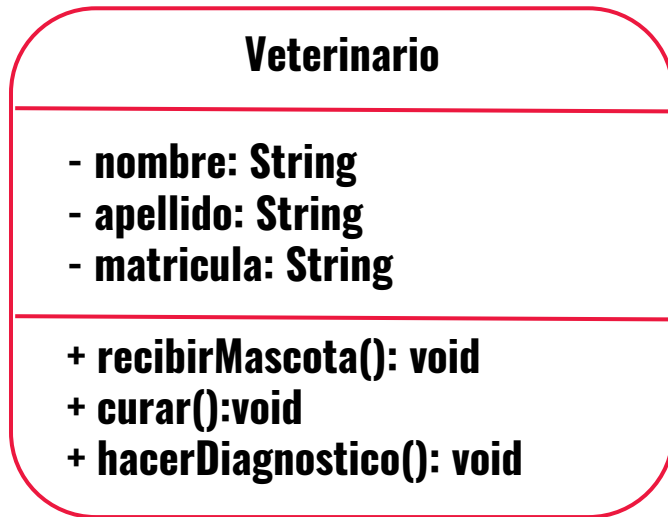 Veterinario
- nombre: String
- apellido: String
- matricula: String
+ recibirMascota(): void
+ curar():void
+ hacerDiagnostico(): void